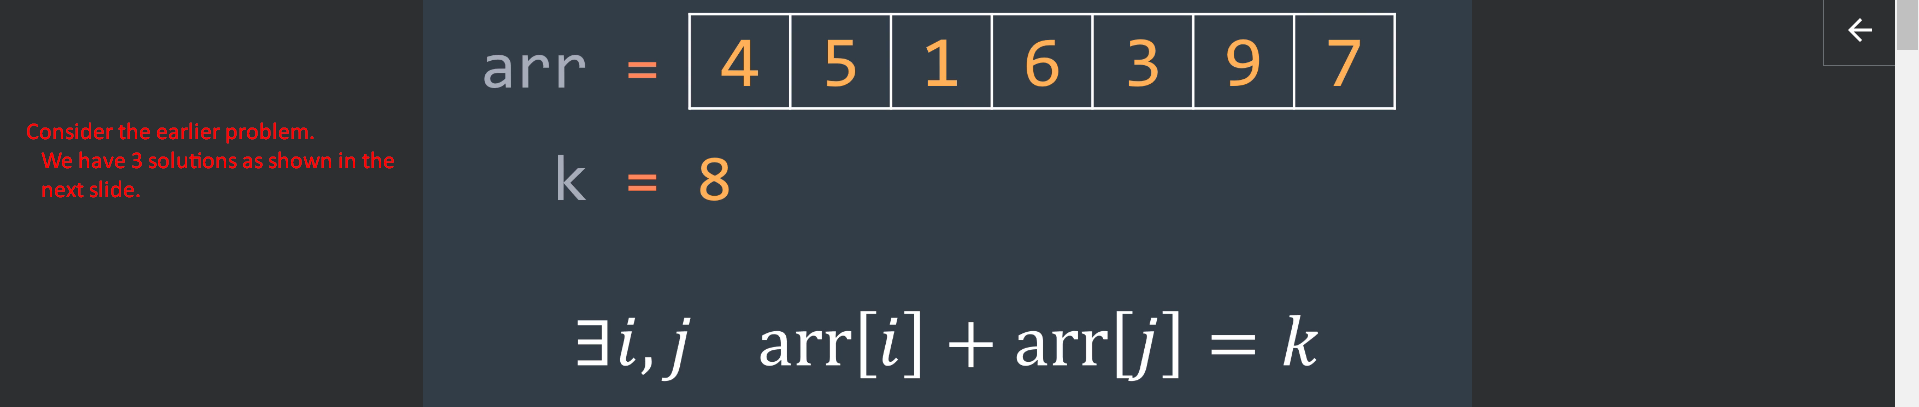 arr = 4 5 1 6 3 9 7
Consider the earlier problem.
We have 3 solutions as shown in the
next slide.
k = 8
∃i, j arr[i] + arr[j] = k